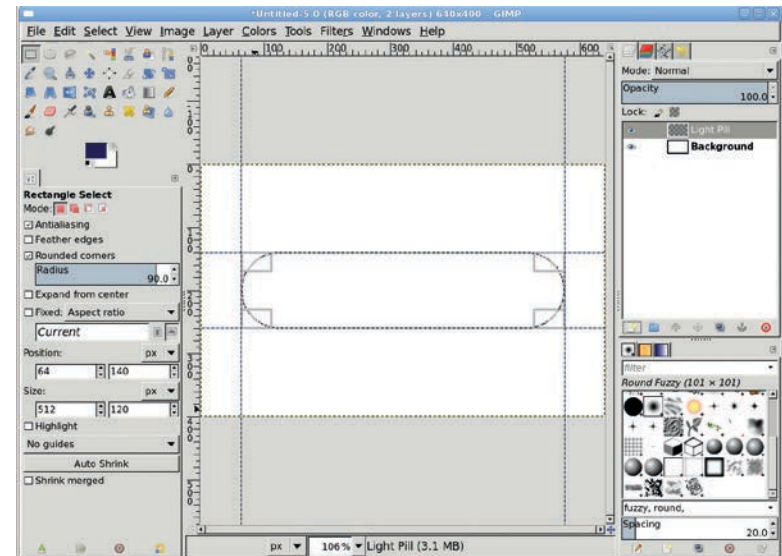 *Untitled-5.0 (RGB color, 2 layers) 640x400 – GIMP
File Edit Select View Image Layer Colors Tools Filters Windows Help
0 100 200 300 400 500 600
Mode: Normal
Opacity
100.0
Lock:
Light Pill
Background
Rectangle Select
Mode:
Antialiasing
Feather edges
Rounded corners
Radius
90.0
Expand from center
Fixed: Aspect ratio
Current
Position:
px
64 140
Size:
px
512 120
Highlight
No guides
Auto Shrink
Shrink merged
filter
Round Fuzzy (101 × 101)
fuzzy, round,
Spacing
20.0
px 106% Light Pill (3.1 MB)